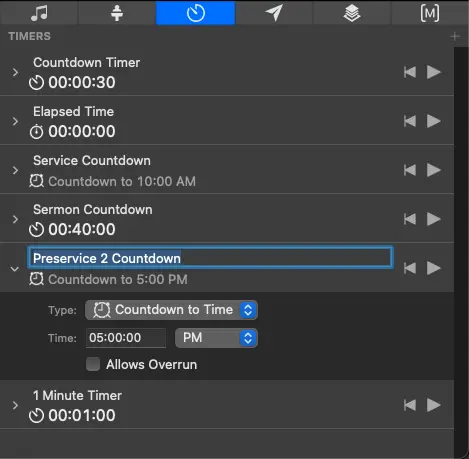 [M]
TIMERS
Countdown Timer
00:00:30
Elapsed Time
00:00:00
Service Countdown
Countdown to 10:00 AM
Sermon Countdown
00:40:00
Preservice 2 Countdown
Countdown to 5:00 PM
Type: Countdown to Time
Time: 05:00:00 PM
Allows Overrun
1 Minute Timer
00:01:00